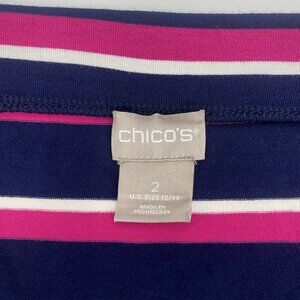 chico's®
2
U.S. SIZE 12/14
MADE IN
INDONESIA